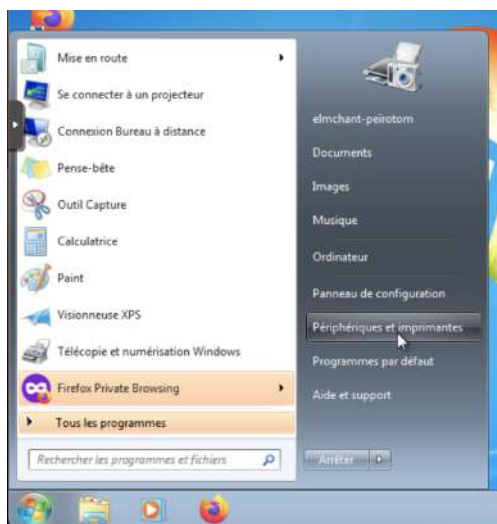 Mise en route
Se connecter à un projecteur
Connexion Bureau à distance
Pense-bête
Outil Capture
Calculatrice
Paint
Visionneuse XPS
Télécopie et numérisation Windows
Firefox Private Browsing
Tous les programmes
Rechercher les programmes et fichiers
elmchant-peirotom
Documents
Images
Musique
Ordinateur
Panneau de configuration
Périphériques et imprimantes
Programmes par défaut
Aide et support
Arrêter